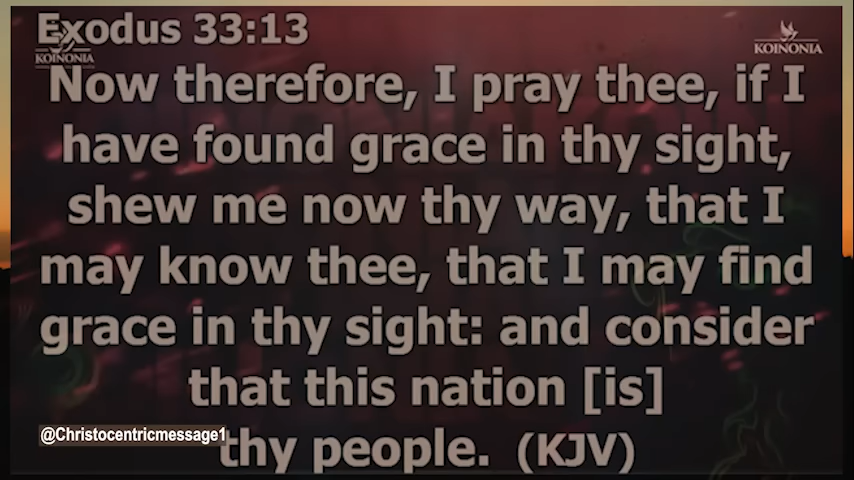 Exodus 33:13
KOINONIA
KOINONIA
Now therefore, I pray thee, if I
have found grace in thy sight,
shew me now thy way, that I
may know thee, that I may find
grace in thy sight: and consider
that this nation [is]
@Christocentricmessage1
thy people. (KJV)